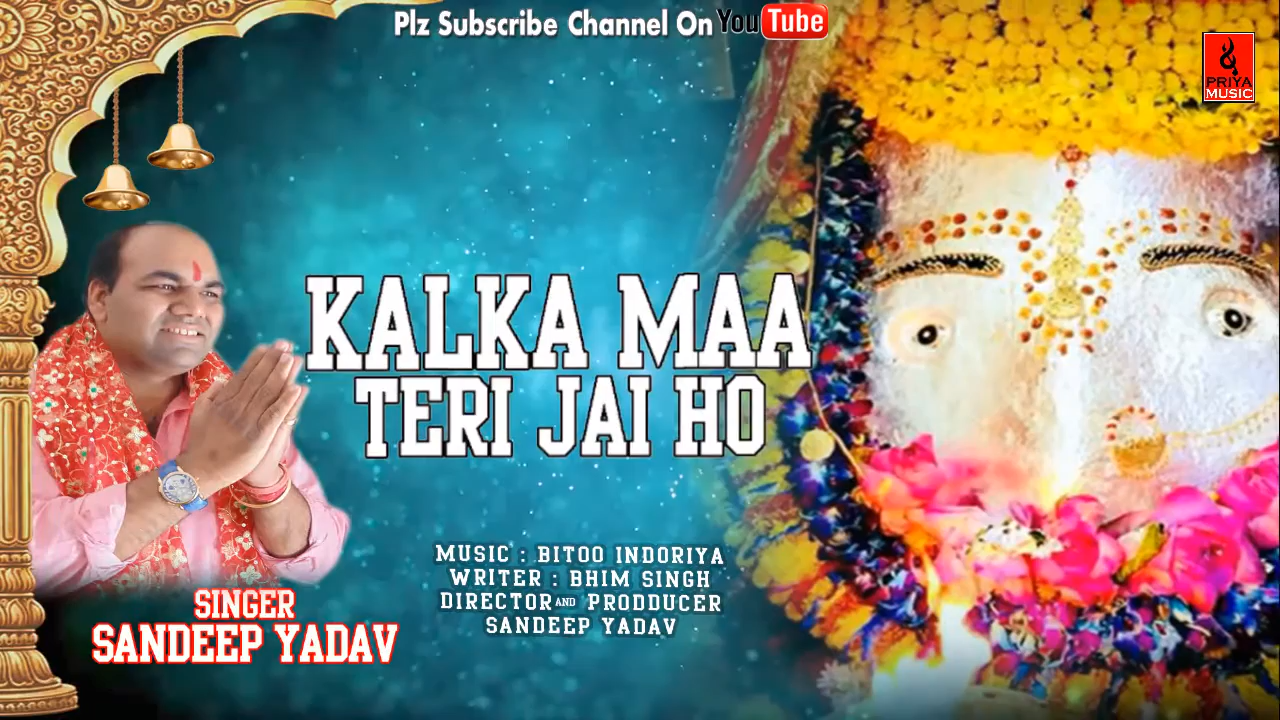 Plz Subscribe Channel On YouTube
PRIYA
MUSIC
KALKA MAA
TERI JAI HO
MUSIC : BITOO INDORIYA
WRITER : BHIM SINGH
DIRECTOR AND PRODDUCER
SANDEEP YADAV
SINGER
SANDEEP YADAV